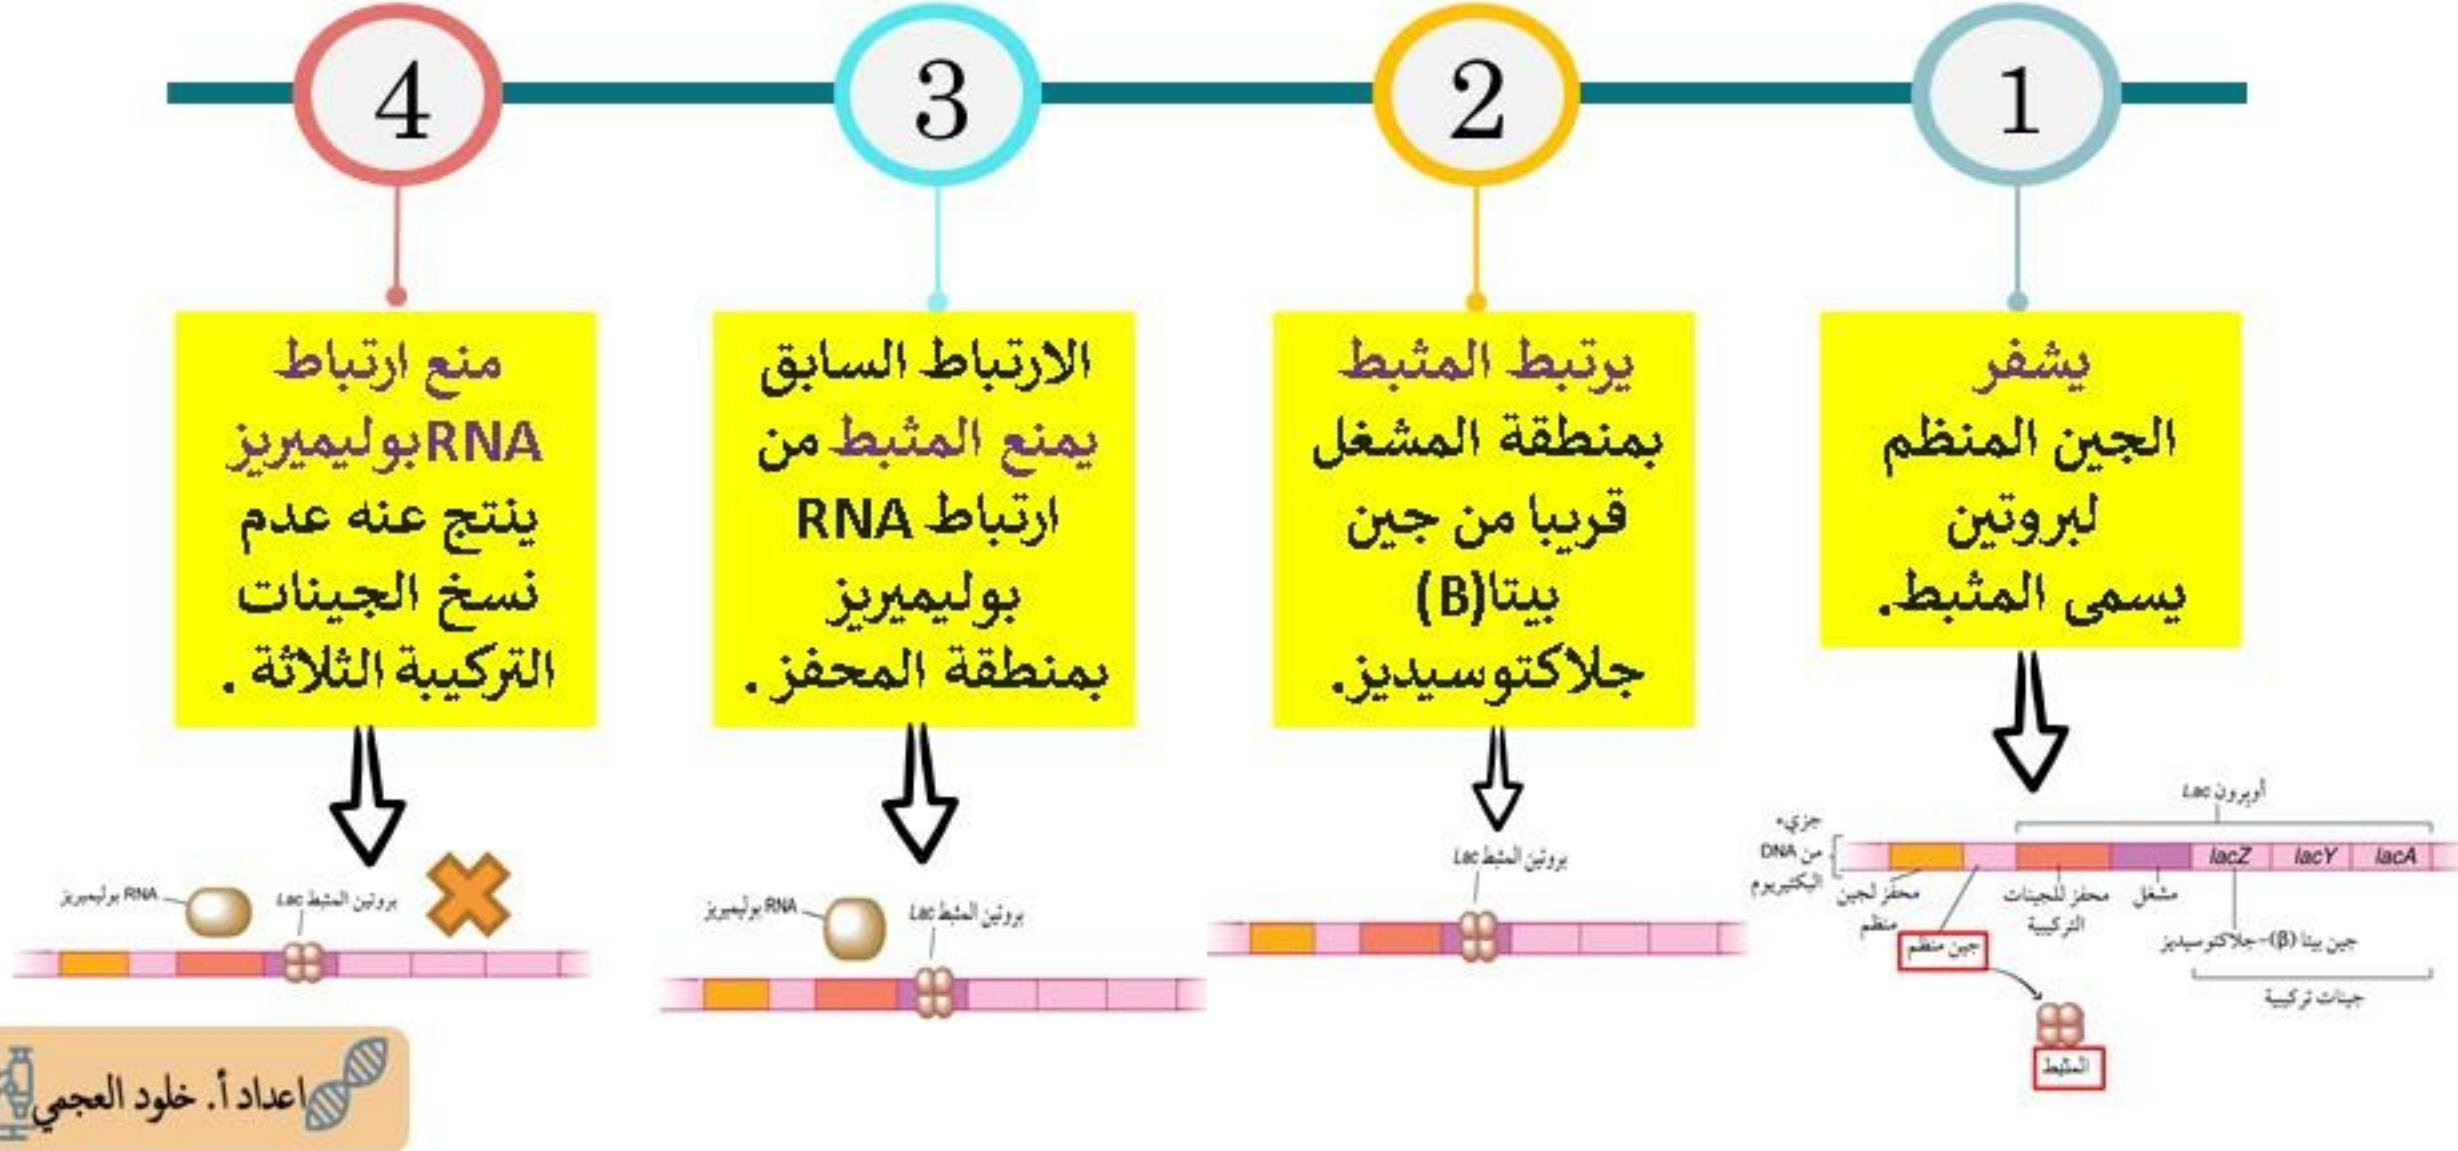 1
2
3
4
يشفر
الجين المنظم
لبروتين
يسمى المثبط.
يرتبط المثبط
بمنطقة المشغل
قريبا من جين
بيتا(B)
جلاكتوسيديز.
الارتباط السابق
يمنع المثبط من
ارتباط RNA
بوليميريز
بمنطقة المحفز .
منع ارتباط
RNAبوليميريز
ينتج عنه عدم
نسخ الجينات
التركيبة الثلاثة .
أوبرون Lac
جزيء
من DNA
البكتيريوم
lacZ
lacY
lacA
محفز لجين
منظم
محفز للجينات
التركيبية
مشغل
جين منظم
جين بيتا (β)-جلاكتوسيديز
جينات تركيبية
المثبط
بروتين المثبط Lac
RNA بوليميريز
بروتين المثبط Lac
RNA بوليميريز
بروتين المثبط Lac
اعداد أ. خلود العجمي